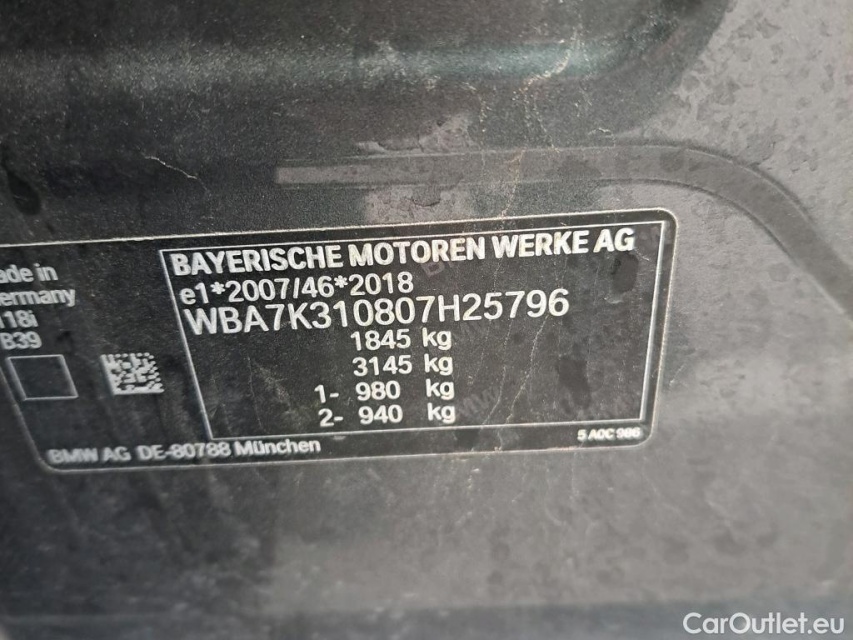 BAYERISCHE MOTOREN WERKE AG
e1*2007/46*2018
WBA7K310807H25796
1845 kg
3145 kg
1- 980 kg
2- 940 kg
ade in
ermany
118i
B39
BMW AG DE-80788 München
5 A0C 986
CarOutlet.eu